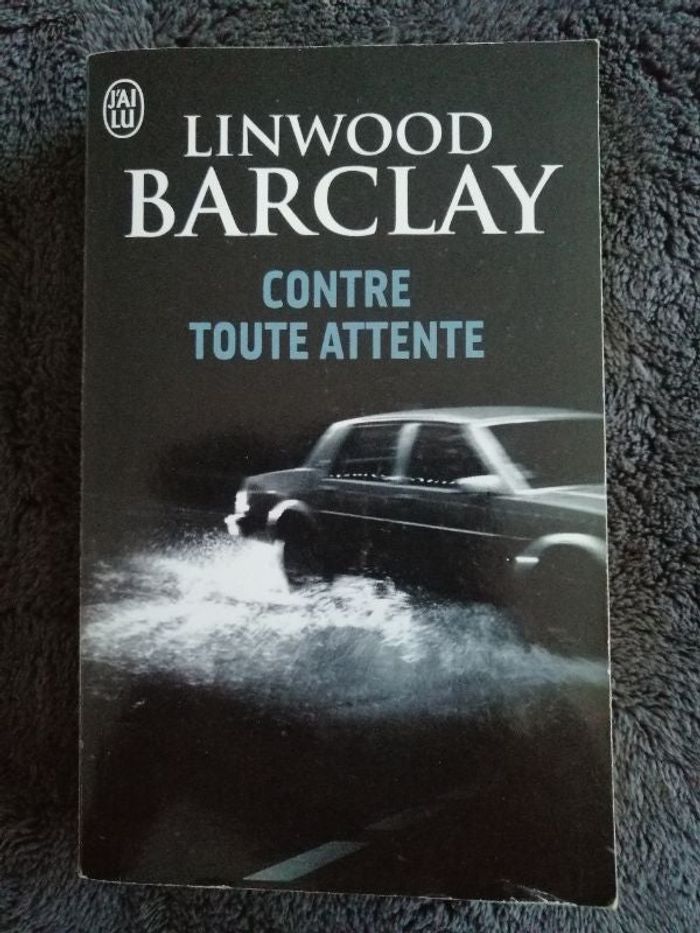 J'AI
LU
LINWOOD
BARCLAY
CONTRE
TOUTE ATTENTE